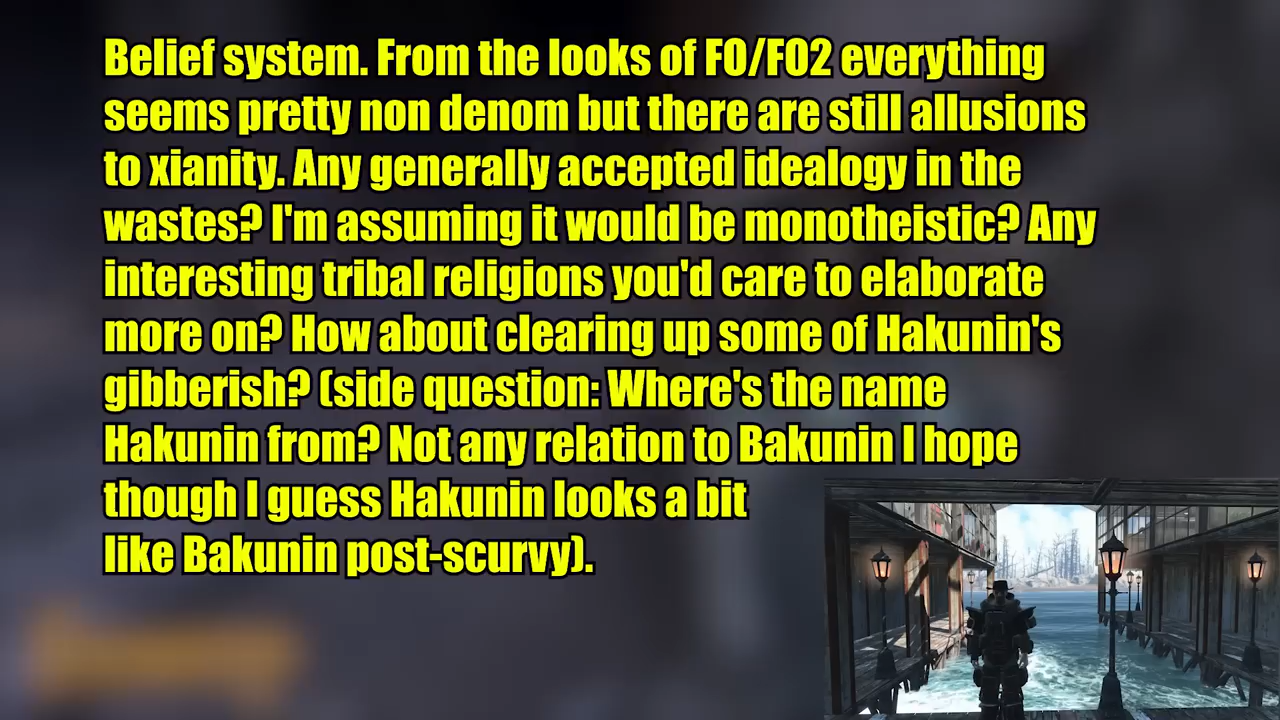 Belief system. From the looks of FO/FO2 everything
seems pretty non denom but there are still allusions
to xianity. Any generally accepted idealogy in the
wastes? I'm assuming it would be monotheistic? Any
interesting tribal religions you'd care to elaborate
more on? How about clearing up some of Hakunin's
gibberish? (side question: Where's the name
Hakunin from? Not any relation to Bakunin I hope
though I guess Hakunin looks a bit
like Bakunin post-scurvy).